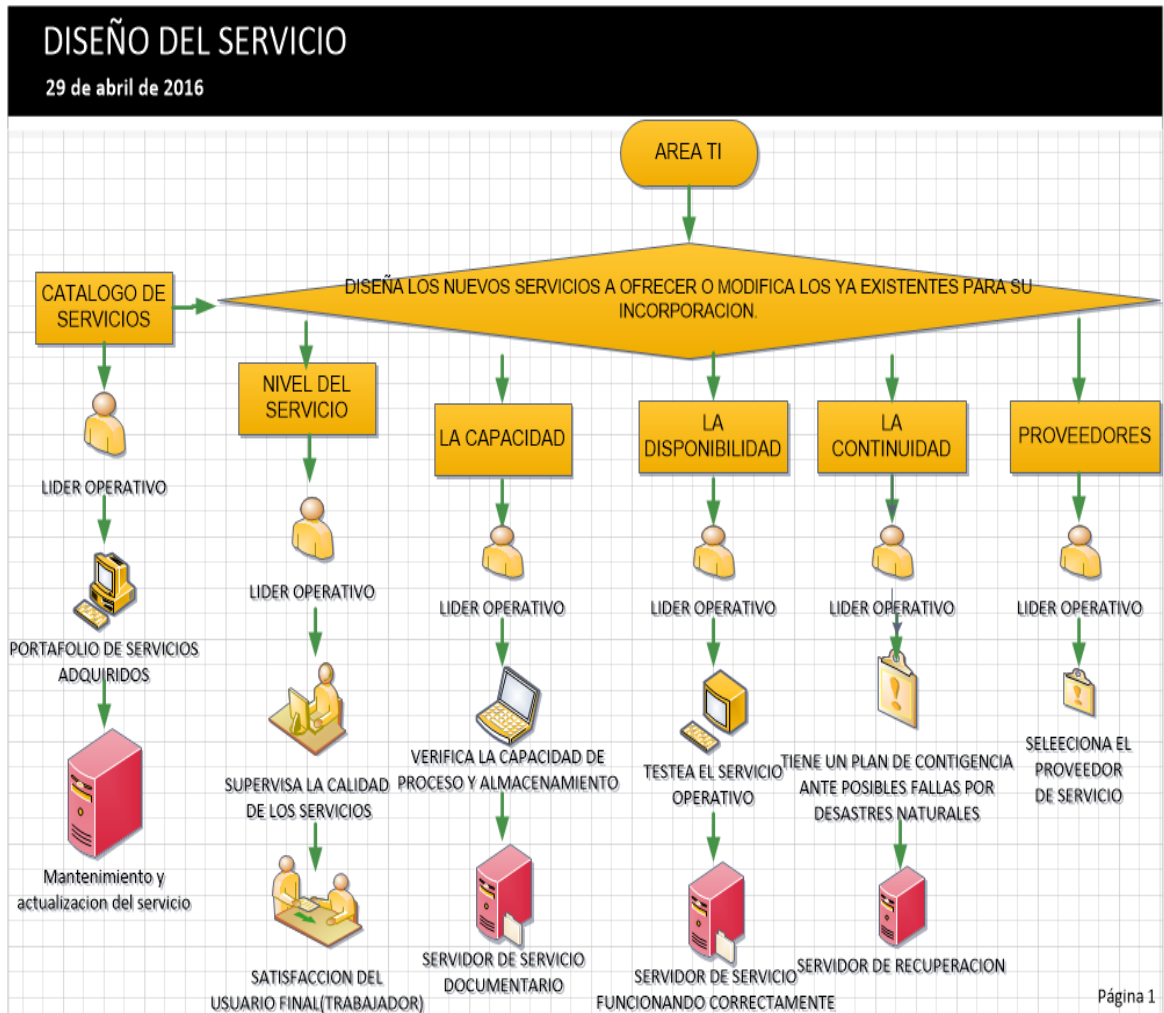 DISEÑO DEL SERVICIO
29 de abril de 2016
AREA TI
DISEÑA LOS NUEVOS SERVICIOS A OFRECER O MODIFICA LOS YA EXISTENTES PARA SU
INCORPORACION.
CATALOGO DE
SERVICIOS
LIDER OPERATIVO
PORTAFOLIO DE SERVICIOS
ADQUIRIDOS
Mantenimiento y
actualizacion del servicio
NIVEL DEL
SERVICIO
LIDER OPERATIVO
SUPERVISA LA CALIDAD
DE LOS SERVICIOS
SATISFACCION DEL
USUARIO FINAL(TRABAJADOR)
LA CAPACIDAD
LIDER OPERATIVO
VERIFICA LA CAPACIDAD DE
PROCESO Y ALMACENAMIENTO
SERVIDOR DE SERVICIO
DOCUMENTARIO
LA
DISPONIBILIDAD
LIDER OPERATIVO
TESTEA EL SERVICIO
OPERATIVO
SERVIDOR DE SERVICIO
FUNCIONANDO CORRECTAMENTE
LA
CONTINUIDAD
LIDER OPERATIVO
TIENE UN PLAN DE CONTIGENCIA
ANTE POSIBLES FALLAS POR
DESASTRES NATURALES
SERVIDOR DE RECUPERACION
PROVEEDORES
LIDER OPERATIVO
SELEECIONA EL
PROVEEDOR
DE SERVICIO
Página 1